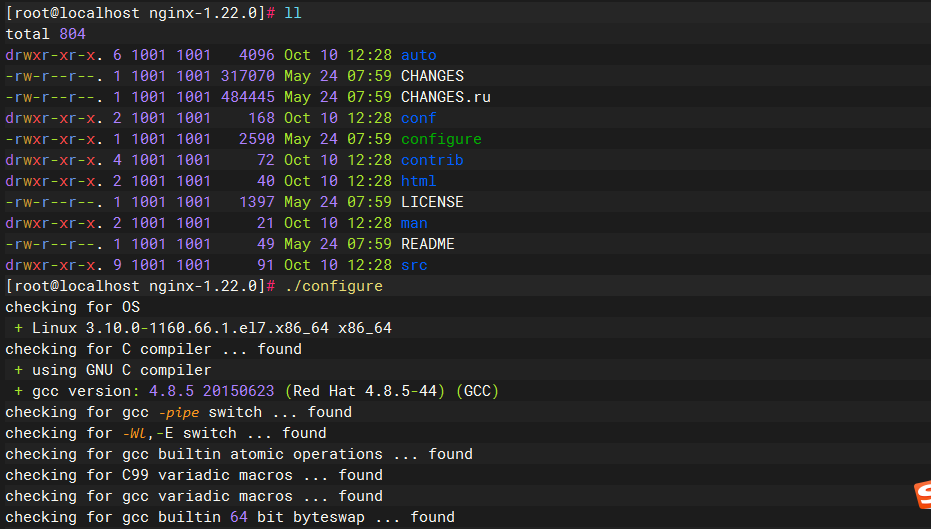 [root@localhost nginx-1.22.0]# ll
total 804
drwxr-xr-x. 6 1001 1001   4096 Oct 10 12:28 auto
-rw-r--r--. 1 1001 1001 317070 May 24 07:59 CHANGES
-rw-r--r--. 1 1001 1001 484445 May 24 07:59 CHANGES.ru
drwxr-xr-x. 2 1001 1001    168 Oct 10 12:28 conf
-rwxr-xr-x. 1 1001 1001   2590 May 24 07:59 configure
drwxr-xr-x. 4 1001 1001     72 Oct 10 12:28 contrib
drwxr-xr-x. 2 1001 1001     40 Oct 10 12:28 html
-rw-r--r--. 1 1001 1001   1397 May 24 07:59 LICENSE
drwxr-xr-x. 2 1001 1001     21 Oct 10 12:28 man
-rw-r--r--. 1 1001 1001     49 May 24 07:59 README
drwxr-xr-x. 9 1001 1001     91 Oct 10 12:28 src
[root@localhost nginx-1.22.0]# ./configure
checking for OS
 + Linux 3.10.0-1160.66.1.el7.x86_64 x86_64
checking for C compiler ... found
 + using GNU C compiler
 + gcc version: 4.8.5 20150623 (Red Hat 4.8.5-44) (GCC)
checking for gcc -pipe switch ... found
checking for -Wl,-E switch ... found
checking for gcc builtin atomic operations ... found
checking for C99 variadic macros ... found
checking for gcc variadic macros ... found
checking for gcc builtin 64 bit byteswap ... found